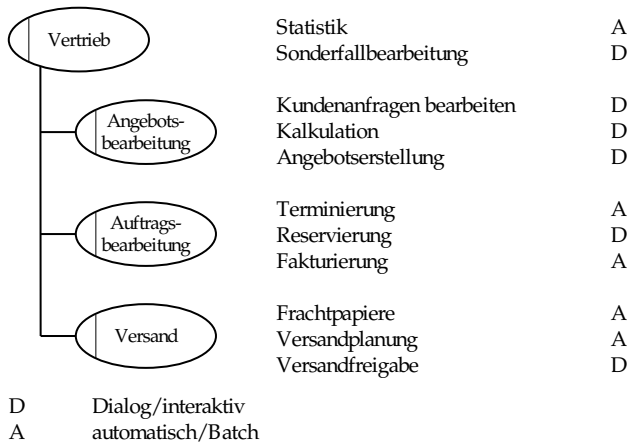 Vertrieb
Statistik A
Sonderfallbearbeitung D
Angebots-
bearbeitung
Kundenanfragen bearbeiten D
Kalkulation D
Angebotserstellung D
Auftrags-
bearbeitung
Terminierung A
Reservierung D
Fakturierung A
Versand
Frachtpapiere A
Versandplanung A
Versandfreigabe D
D Dialog/interaktiv
A automatisch/Batch